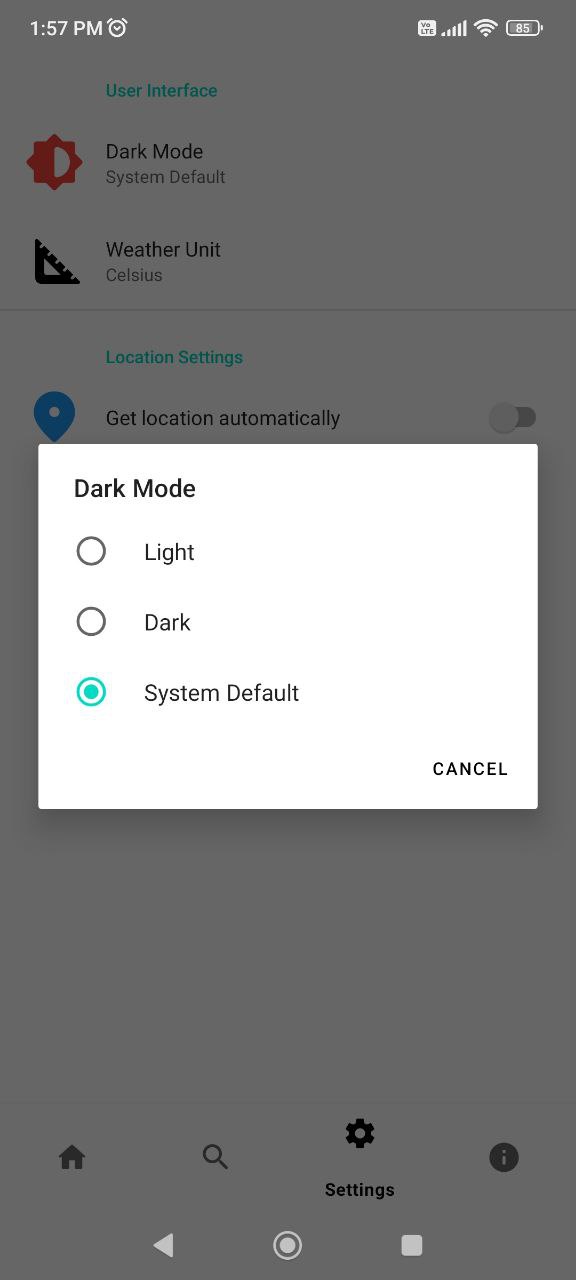 1:57 PM
Vo LTE
85
User Interface
Dark Mode
System Default
Weather Unit
Celsius
Location Settings
Get location automatically
Dark Mode
Light
Dark
System Default
CANCEL
Settings